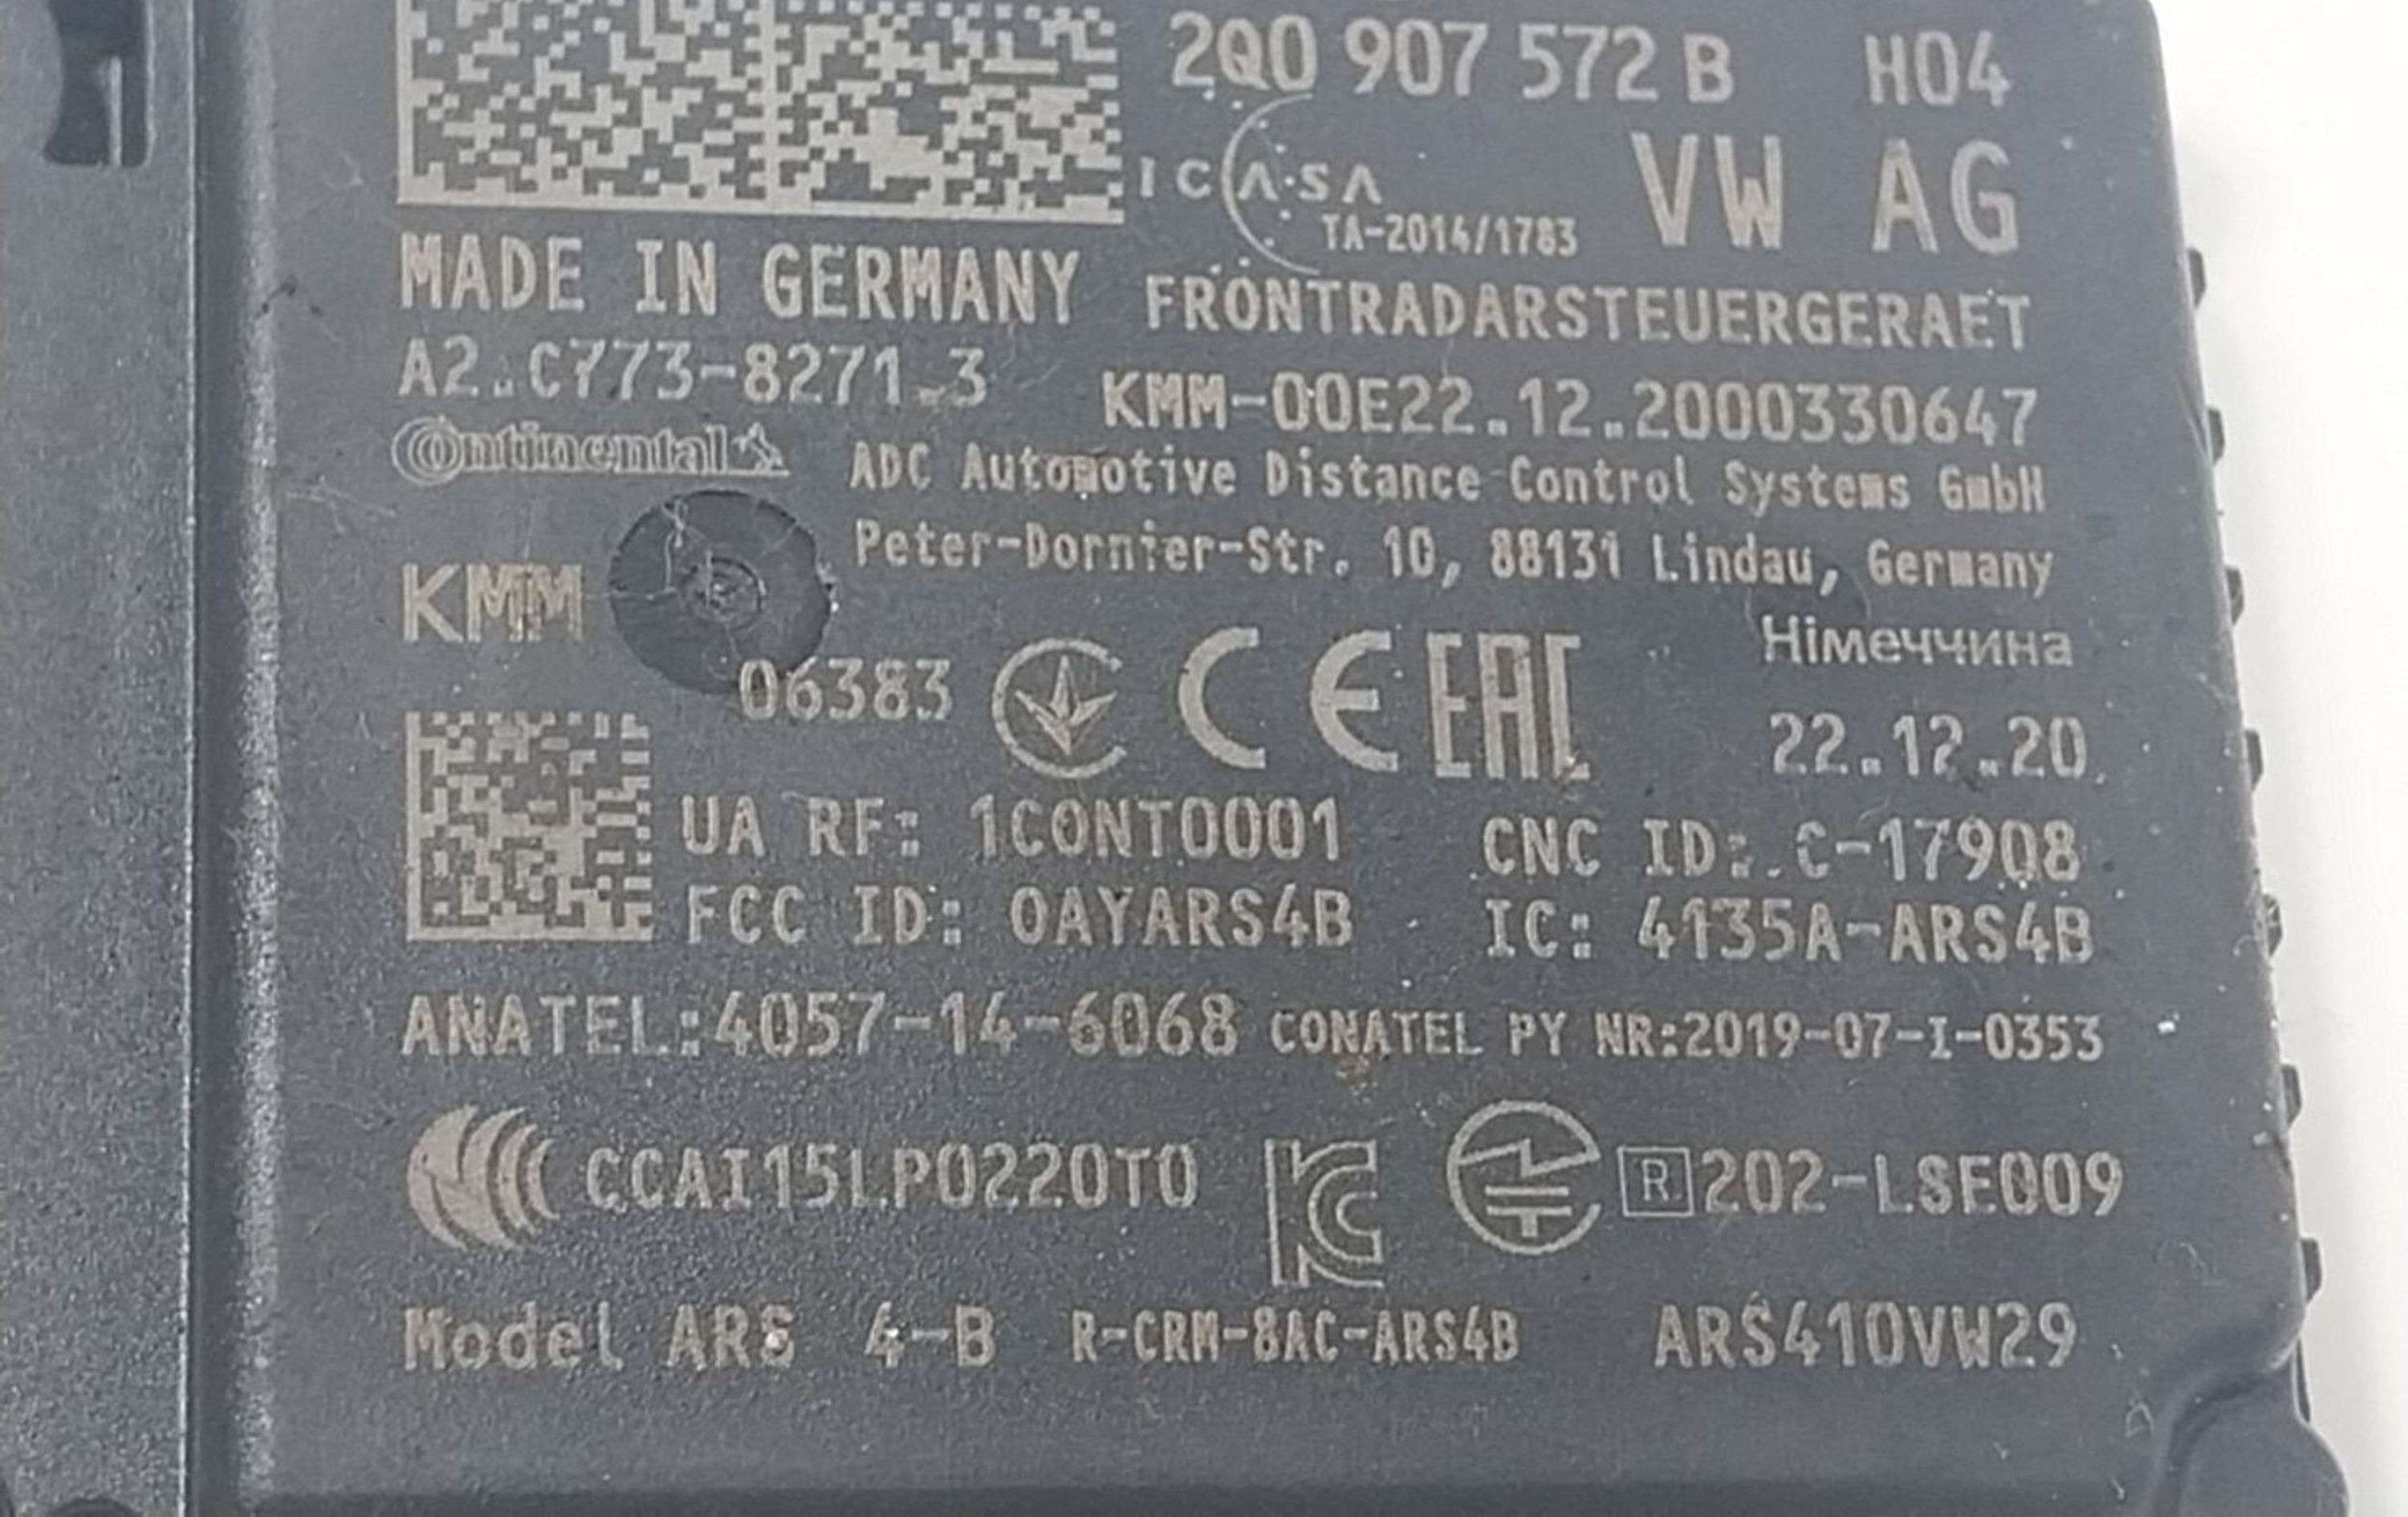 2Q0 907 572 B H04
ICASA
TA-2014/1783
VW AG
MADE IN GERMANY
FRONTRADARSTEUERGERAET
A2.C773-8271.3
KMM-00E22.12.2000330647
Continental
ADC Automotive Distance Control Systems GmbH
Peter-Dornier-Str. 10, 88131 Lindau, Germany
KMM
Німеччина
06383
CE EAC
22.12.20
UA RF: 1CONT0001
CNC ID: C-17908
FCC ID: OAYARS4B
IC: 4135A-ARS4B
ANATEL:4057-14-6068
CONATEL PY NR:2019-07-I-0353
CCAI15LP0220T0
KC
R 202-LSE009
Model ARS 4-B
R-CRM-8AC-ARS4B
ARS410VW29